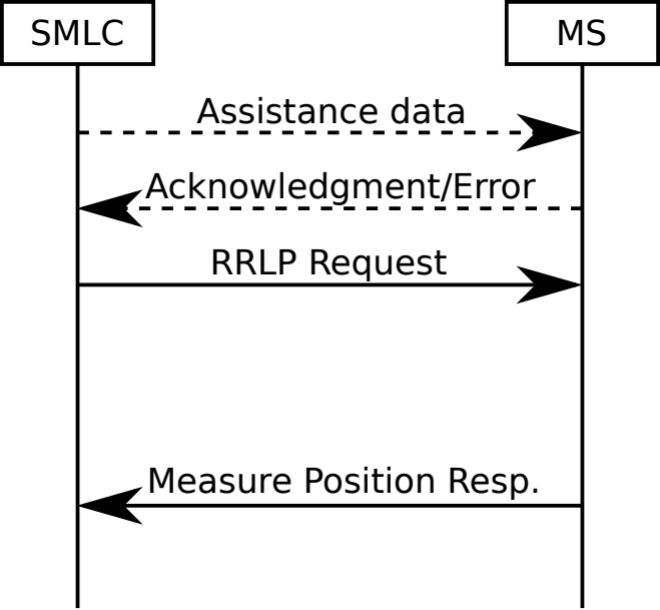 SMLC
MS
Assistance data
Acknowledgment/Error
RRLP Request
Measure Position Resp.